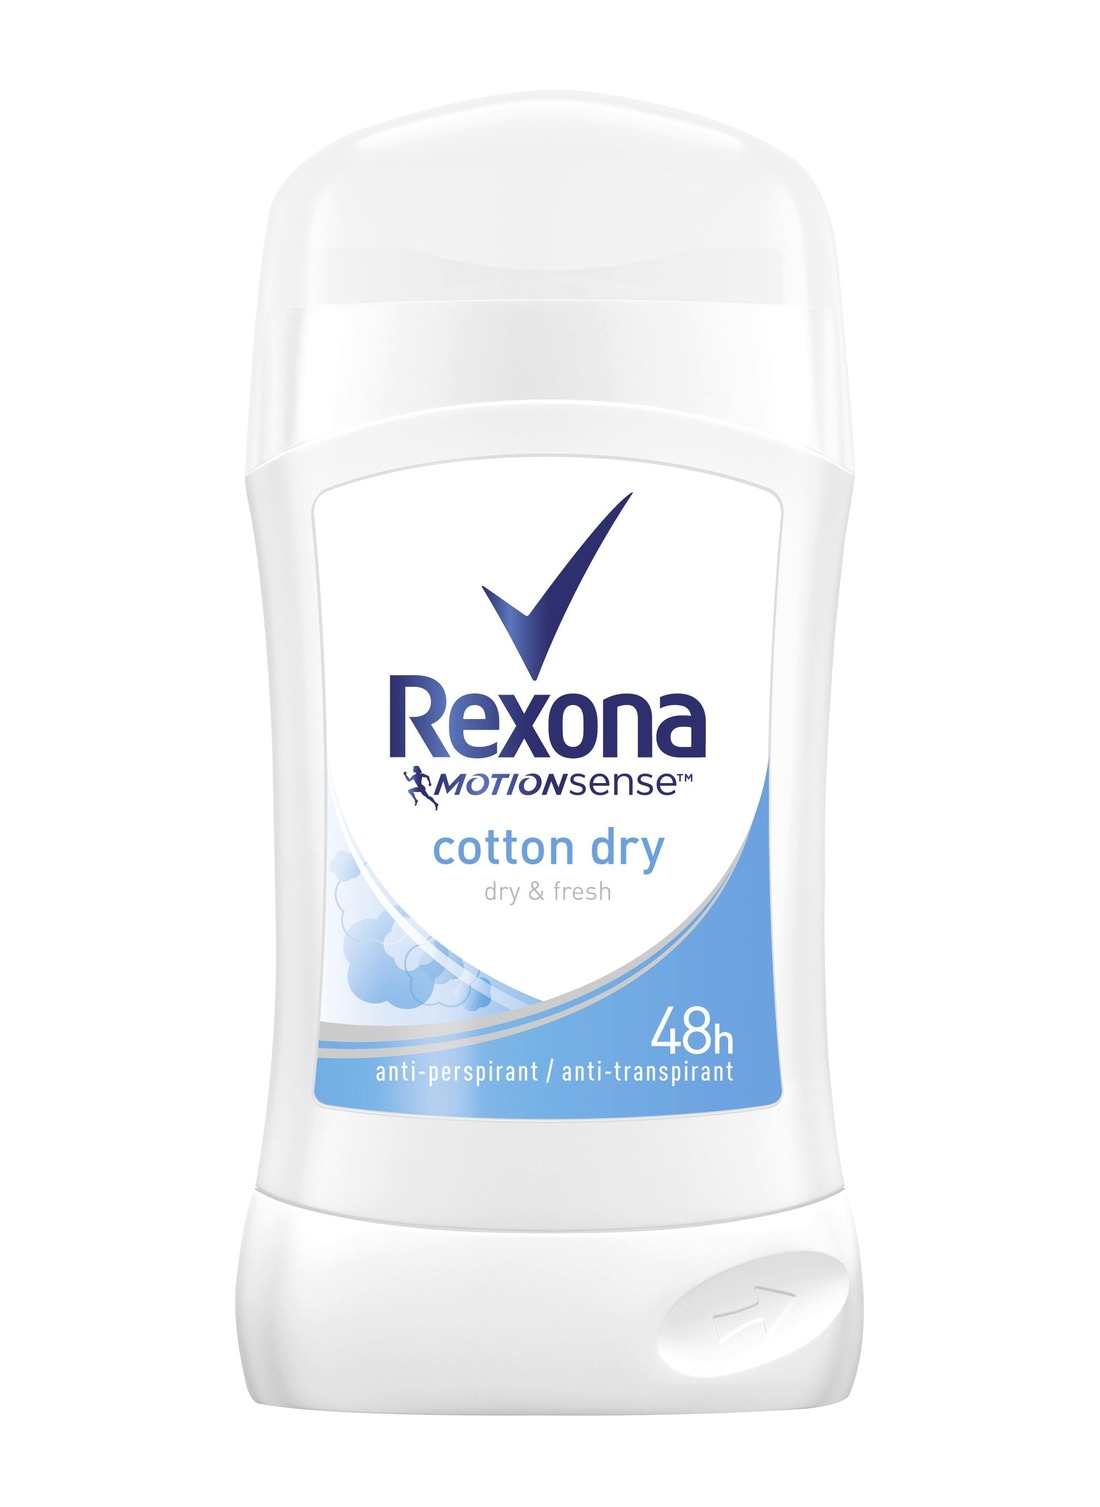 Rexona
MOTIONsense™
cotton dry
dry & fresh
48h
anti-perspirant / anti-transpirant